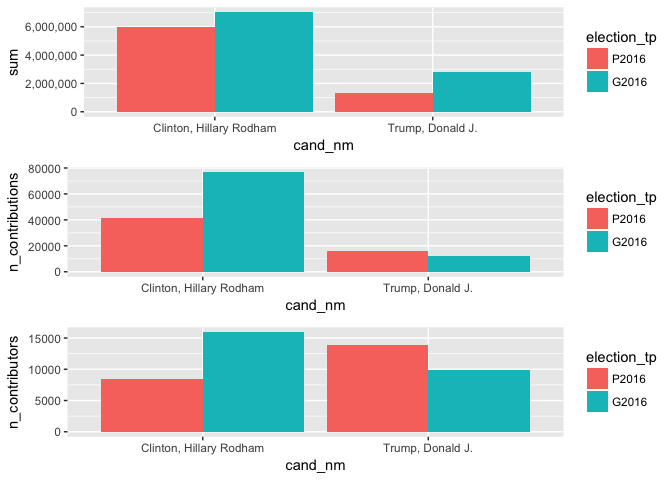 sum
6,000,000
4,000,000
2,000,000
0
Clinton, Hillary Rodham
Trump, Donald J.
cand_nm
election_tp
P2016
G2016
n_contributions
80000
60000
40000
20000
0
Clinton, Hillary Rodham
Trump, Donald J.
cand_nm
election_tp
P2016
G2016
n_contributors
15000
10000
5000
0
Clinton, Hillary Rodham
Trump, Donald J.
cand_nm
election_tp
P2016
G2016